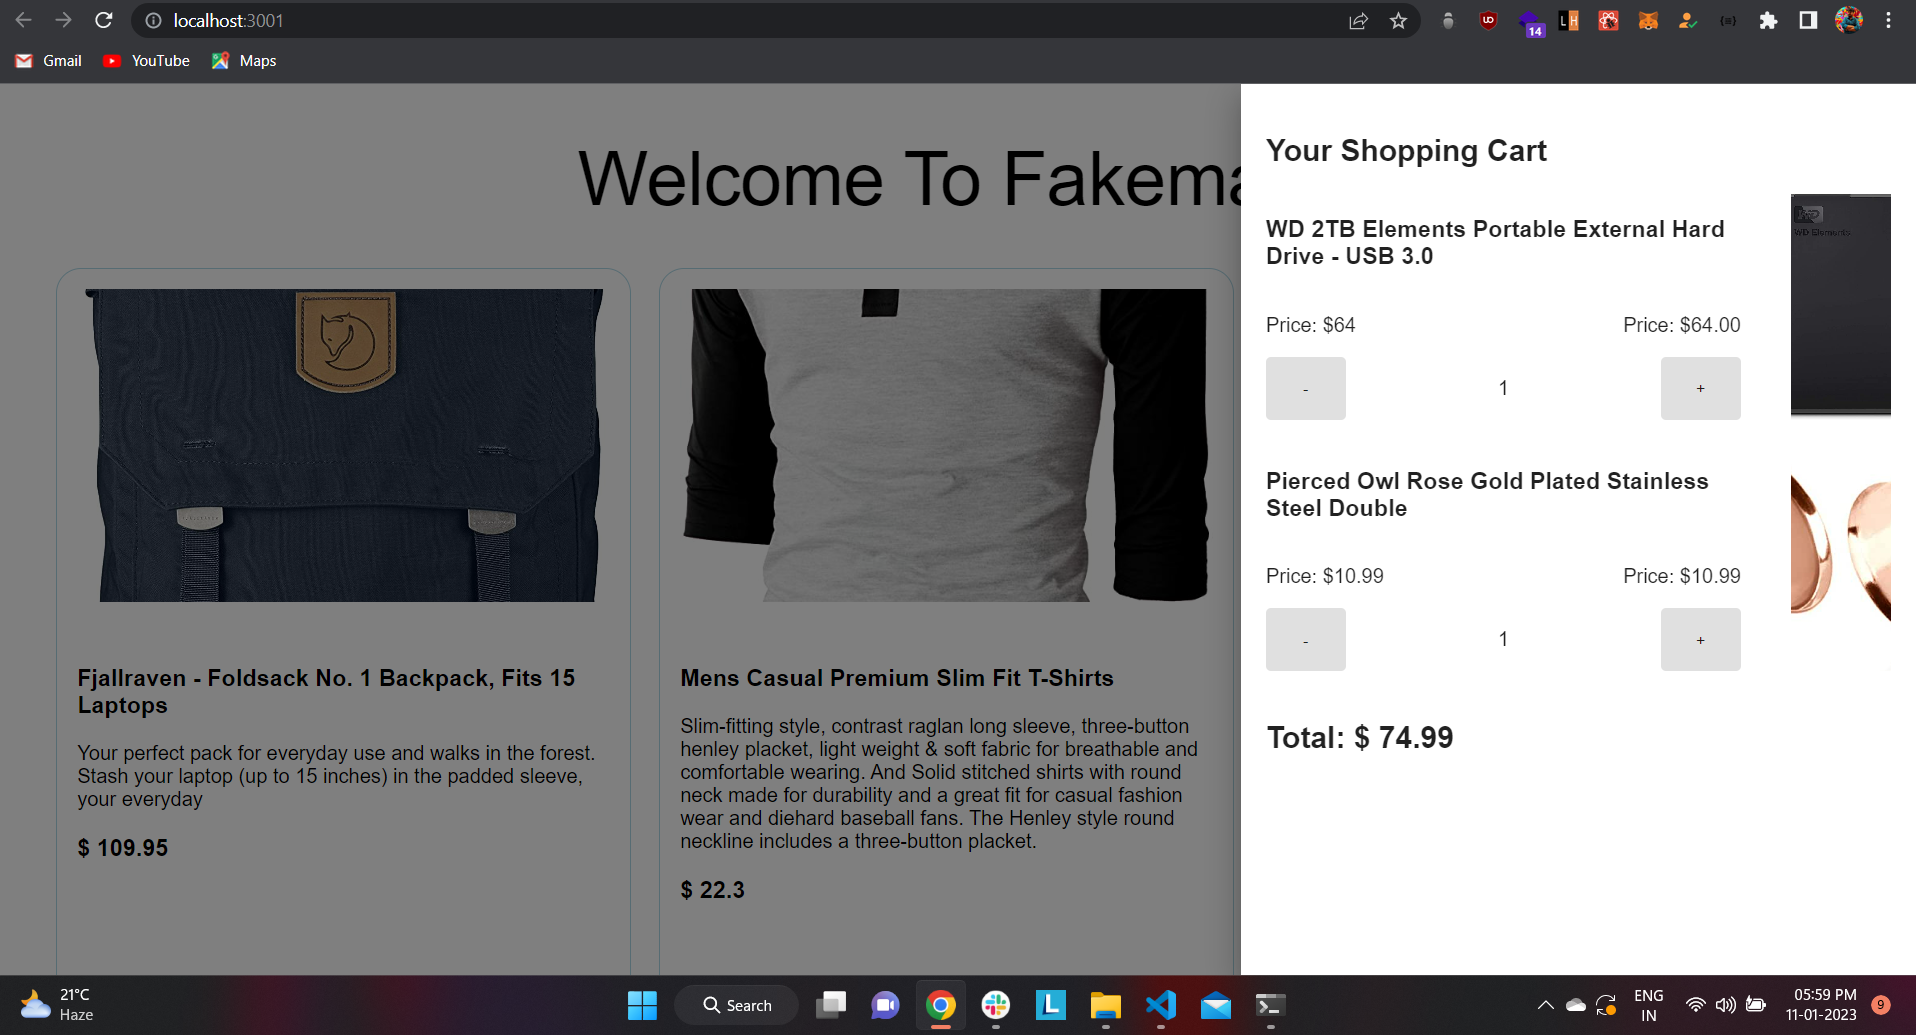 localhost:3001
14
LH
Gmail
YouTube
Maps
Welcome To Fakema
Fjallraven - Foldsack No. 1 Backpack, Fits 15
Laptops
Your perfect pack for everyday use and walks in the forest.
Stash your laptop (up to 15 inches) in the padded sleeve,
your everyday
$ 109.95
Mens Casual Premium Slim Fit T-Shirts
Slim-fitting style, contrast raglan long sleeve, three-button
henley placket, light weight & soft fabric for breathable and
comfortable wearing. And Solid stitched shirts with round
neck made for durability and a great fit for casual fashion
wear and diehard baseball fans. The Henley style round
neckline includes a three-button placket.
$ 22.3
Your Shopping Cart
WD 2TB Elements Portable External Hard
Drive - USB 3.0
Price: $64
Price: $64.00
-
1
+
WD Elements
Pierced Owl Rose Gold Plated Stainless
Steel Double
Price: $10.99
Price: $10.99
-
1
+
Total: $ 74.99
21°C
Haze
Search
L
ENG
IN
05:59 PM
11-01-2023
9